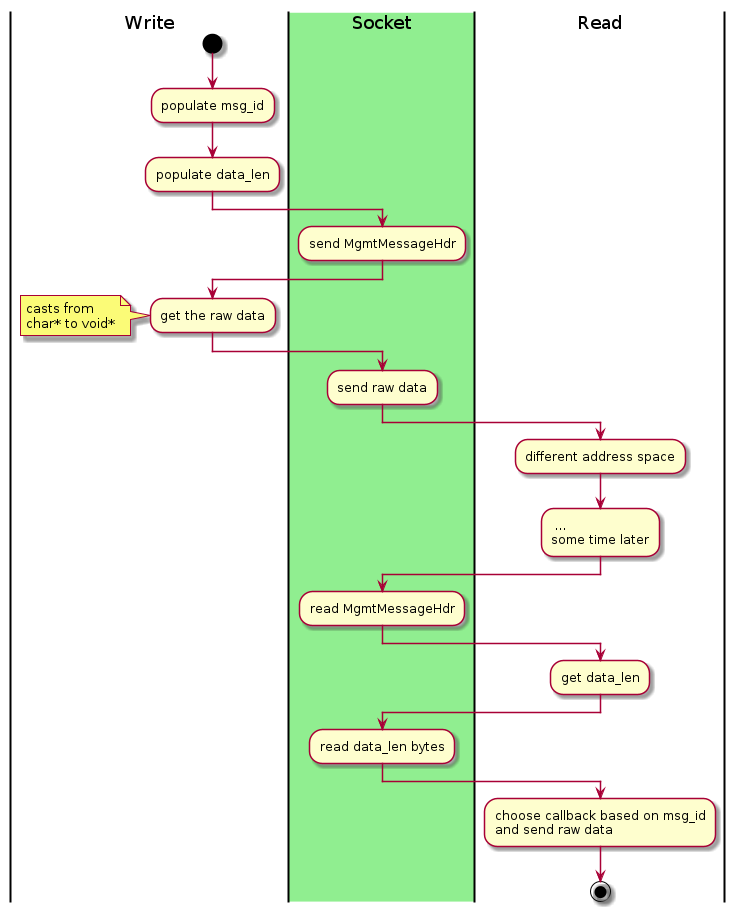 Write
Socket
Read
populate msg_id
populate data_len
send MgmtMessageHdr
casts from
char* to void*
get the raw data
send raw data
different address space
...
some time later
read MgmtMessageHdr
get data_len
read data_len bytes
choose callback based on msg_id
and send raw data